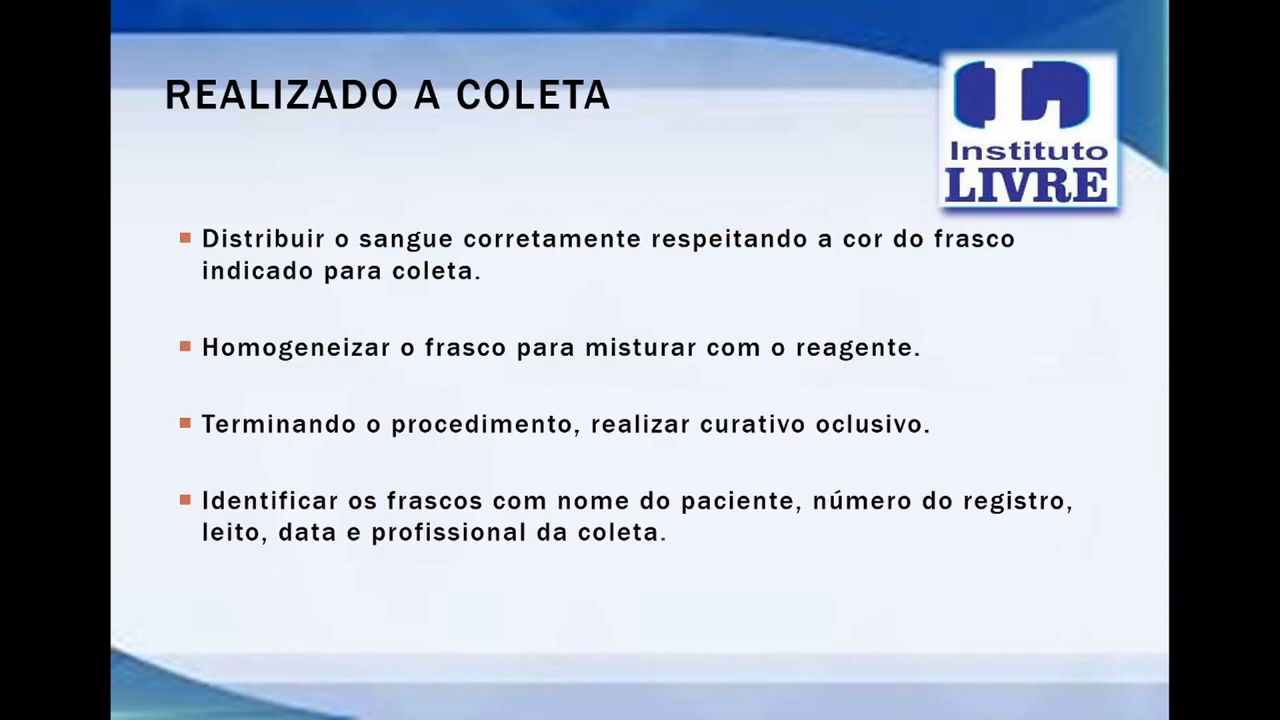 REALIZADO A COLETA
Instituto
LIVRE
Distribuir o sangue corretamente respeitando a cor do frasco
indicado para coleta.
Homogeneizar o frasco para misturar com o reagente.
Terminando o procedimento, realizar curativo oclusivo.
Identificar os frascos com nome do paciente, número do registro,
leito, data e profissional da coleta.